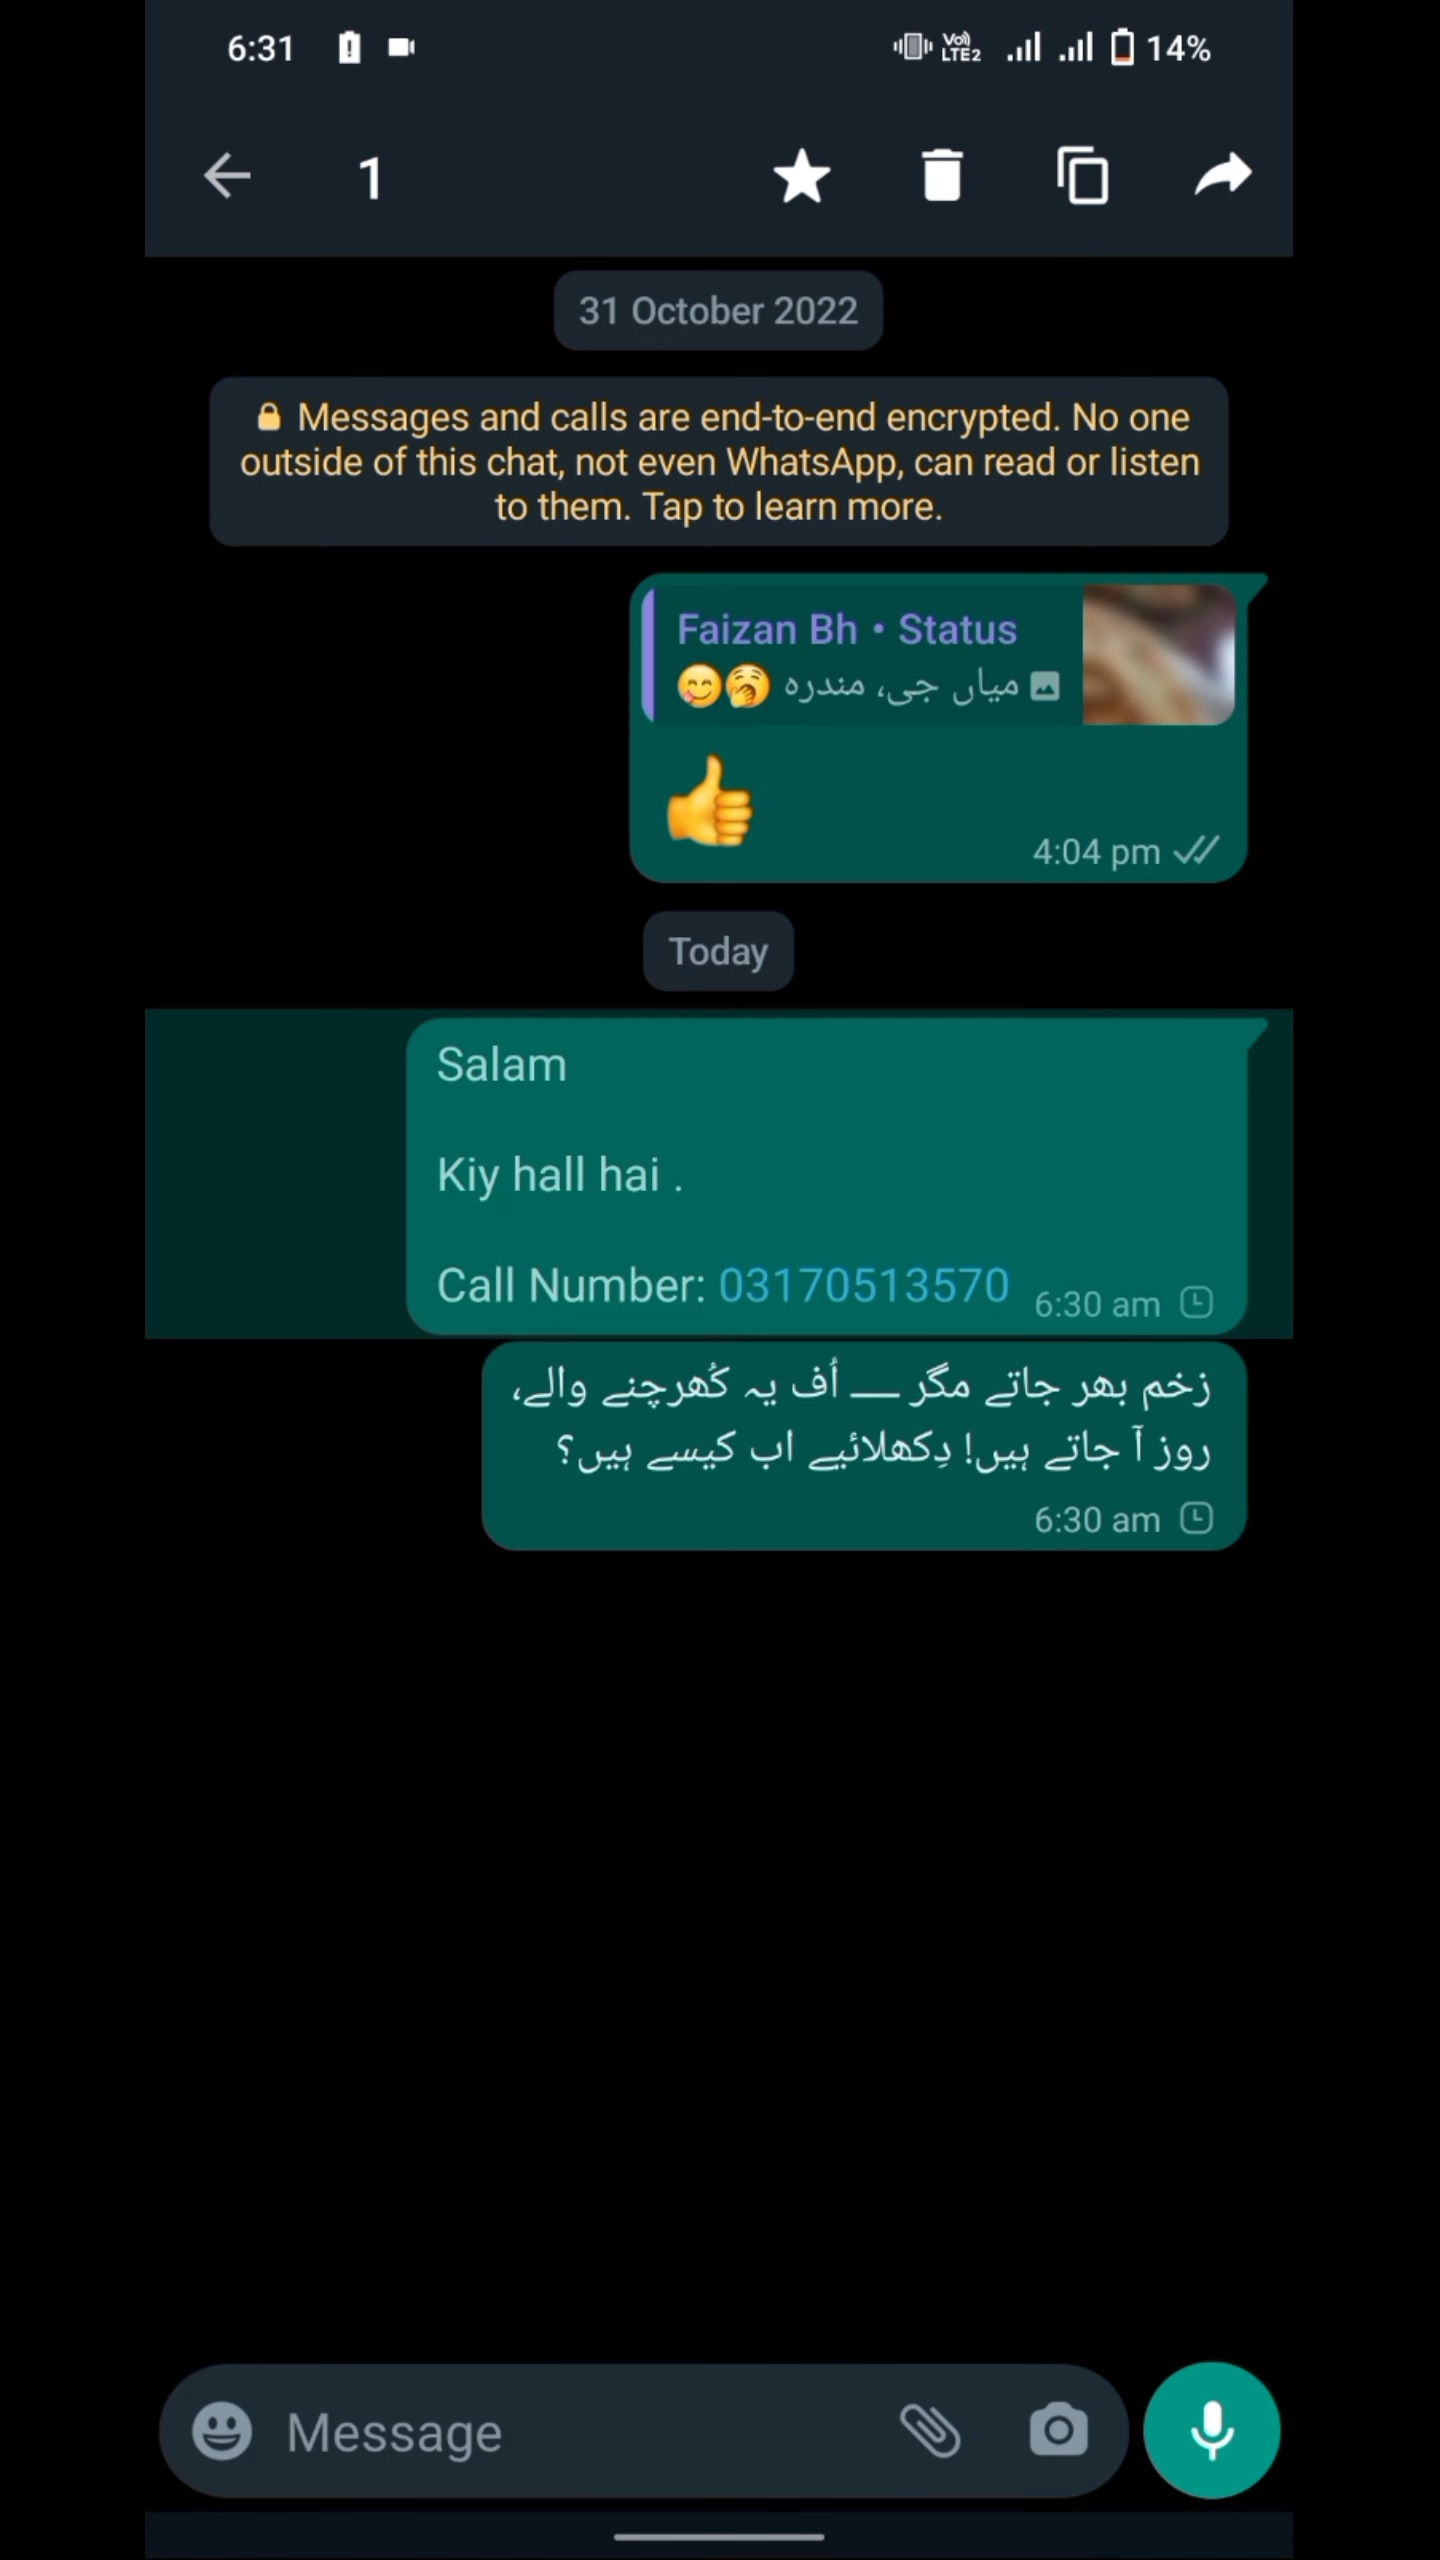 6:31
Vo) LTE2 14%
1
31 October 2022
Messages and calls are end-to-end encrypted. No one
outside of this chat, not even WhatsApp, can read or listen
to them. Tap to learn more.
Faizan Bh • Status
میاں جی، مندرہ 🥱😋
👍
4:04 pm
Today
Salam
Kiy hall hai .
Call Number: 03170513570
6:30 am
زخم بھر جاتے مگر ــــ اُف یہ کُھرچنے والے،
روز آ جاتے ہیں! دِکھلائیے اب کیسے ہیں؟
6:30 am
Message